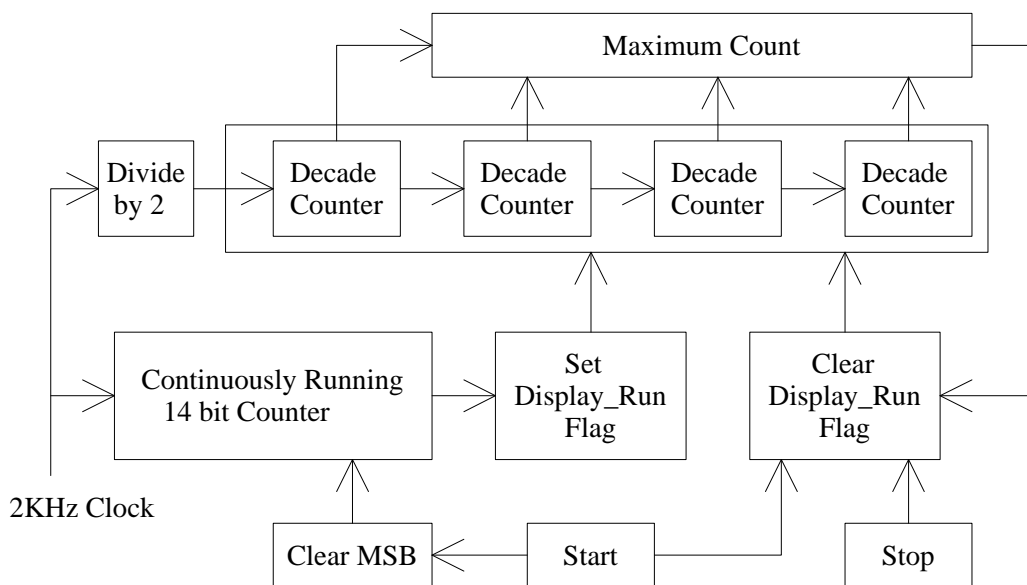 Maximum Count
Divide
by 2
Decade
Counter
Decade
Counter
Decade
Counter
Decade
Counter
Continuously Running
14 bit Counter
Set
Display_Run
Flag
Clear
Display_Run
Flag
2KHz Clock
Clear MSB
Start
Stop